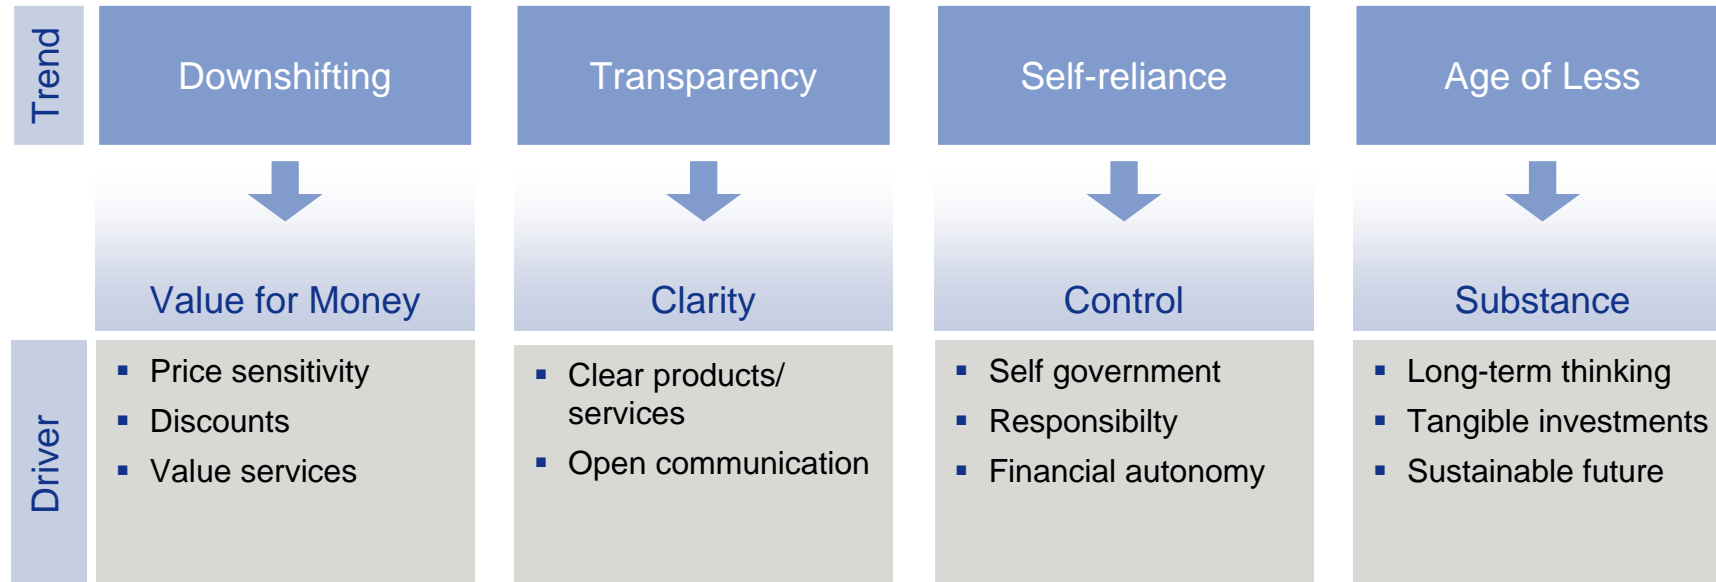 Trend
Downshifting
Transparency
Self-reliance
Age of Less
Value for Money
Clarity
Control
Substance
Driver
▪ Price sensitivity
▪ Discounts
▪ Value services
▪ Clear products/
services
▪ Open communication
▪ Self government
▪ Responsibilty
▪ Financial autonomy
▪ Long-term thinking
▪ Tangible investments
▪ Sustainable future